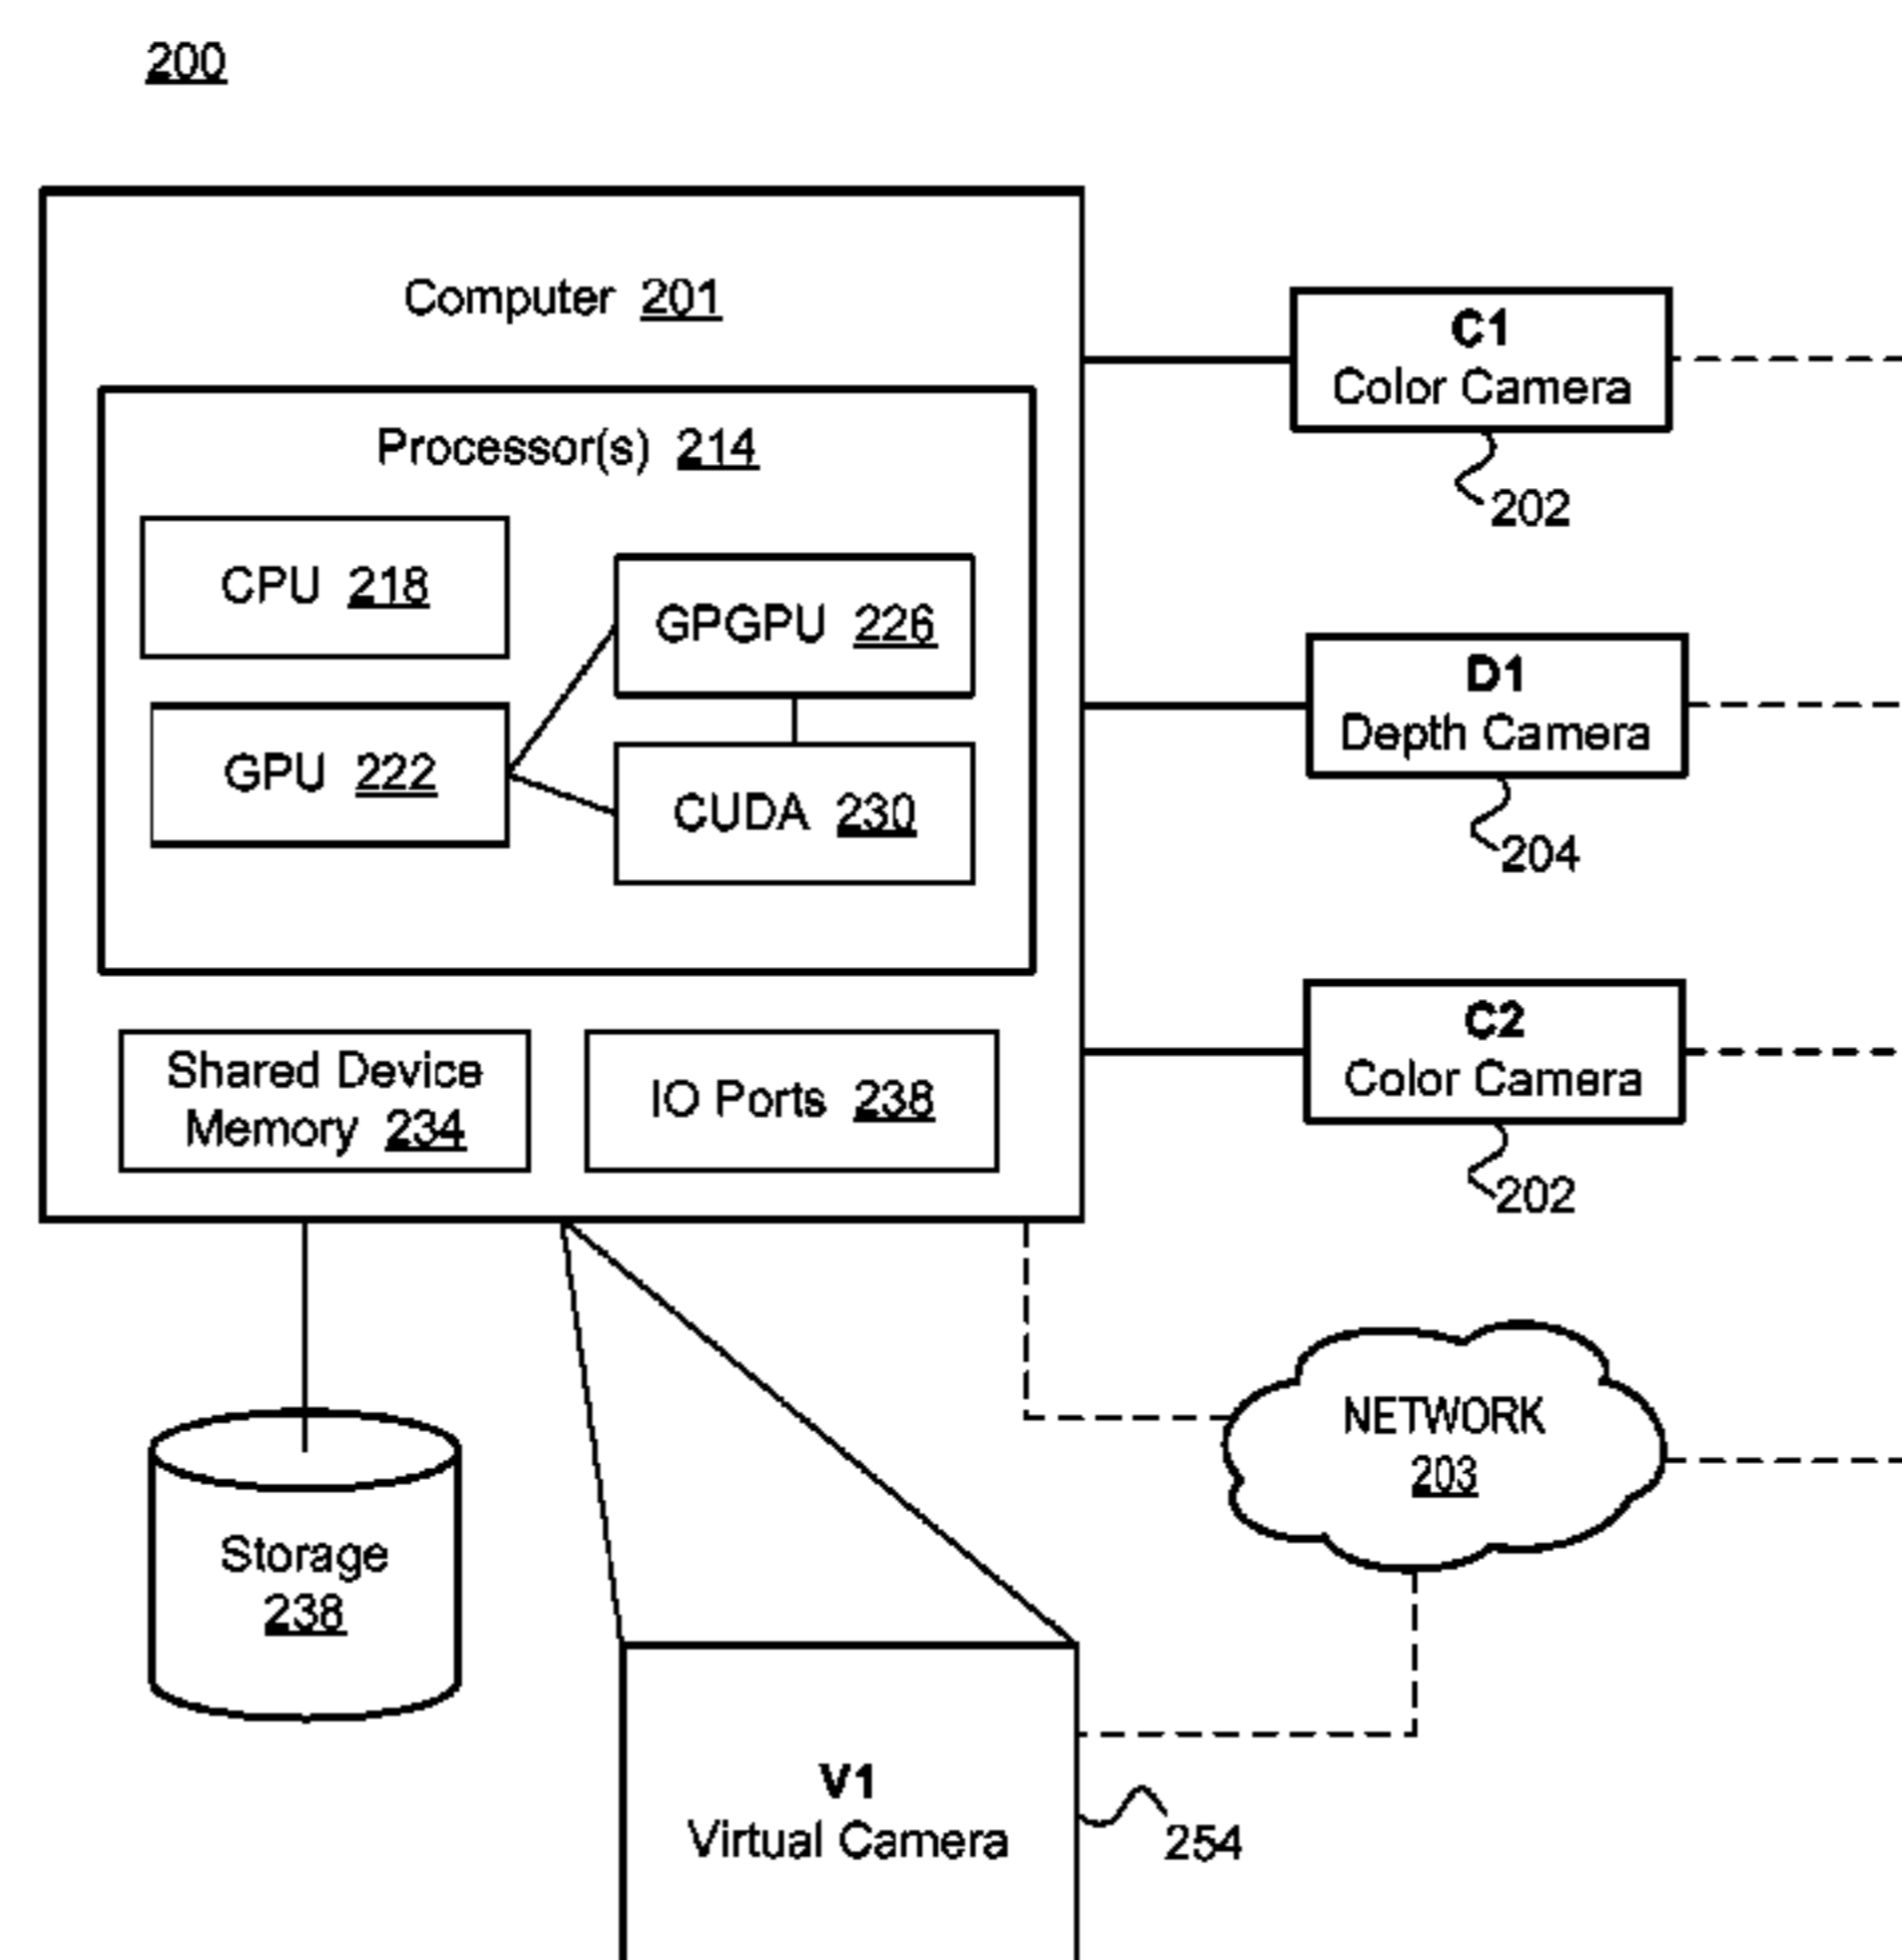 200
Computer 201
Processor(s) 214
CPU 218
GPGPU 226
GPU 222
CUDA 230
Shared Device
Memory 234
IO Ports 238
C1
Color Camera
202
D1
Depth Camera
204
C2
Color Camera
202
NETWORK
203
Storage
238
V1
Virtual Camera
254